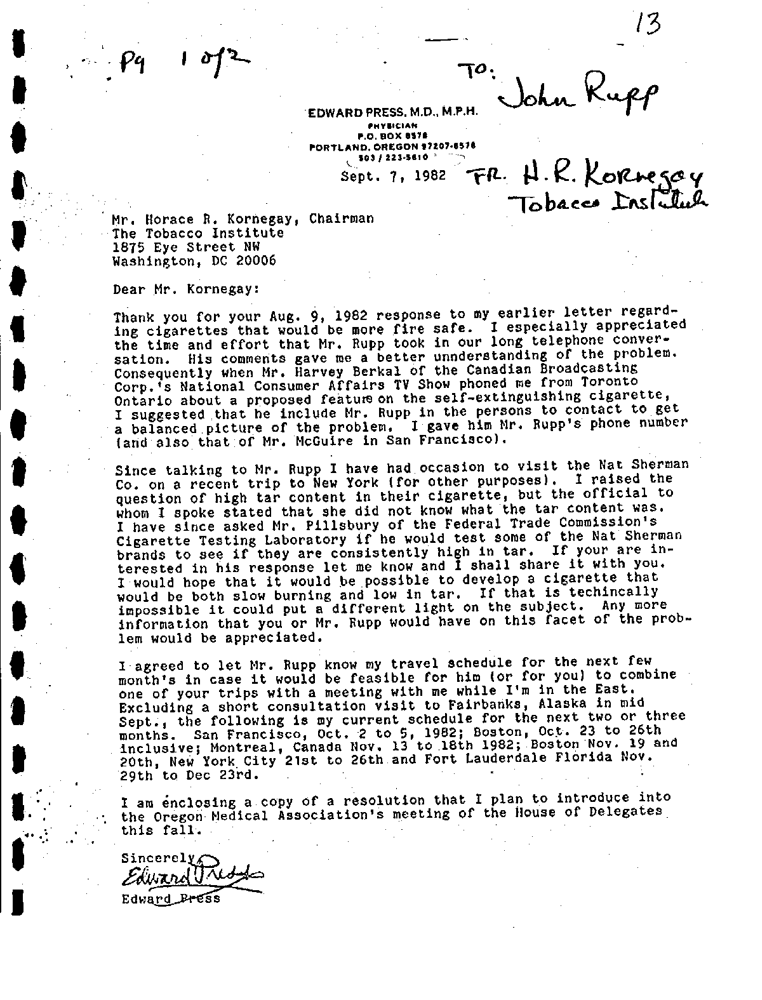 13
Pg 1 of 2
TO:
John Rupp
EDWARD PRESS, M.D., M.P.H.
PHYSICIAN
P.O. BOX 8578
PORTLAND, OREGON 97207-8578
503 / 223-5610
Sept. 7, 1982
FR. H.R. Kornegay
Tobacco Institute
Mr. Horace R. Kornegay, Chairman
The Tobacco Institute
1875 Eye Street NW
Washington, DC 20006
Dear Mr. Kornegay:
Thank you for your Aug. 9, 1982 response to my earlier letter regard-
ing cigarettes that would be more fire safe. I especially appreciated
the time and effort that Mr. Rupp took in our long telephone conver-
sation. His comments gave me a better unnderstanding of the problem.
Consequently when Mr. Harvey Berkal of the Canadian Broadcasting
Corp.'s National Consumer Affairs TV Show phoned me from Toronto
Ontario about a proposed feature on the self-extinguishing cigarette,
I suggested that he include Mr. Rupp in the persons to contact to get
a balanced picture of the problem. I gave him Mr. Rupp's phone number
(and also that of Mr. McGuire in San Francisco).
Since talking to Mr. Rupp I have had occasion to visit the Nat Sherman
Co. on a recent trip to New York (for other purposes). I raised the
question of high tar content in their cigarette, but the official to
whom I spoke stated that she did not know what the tar content was.
I have since asked Mr. Pillsbury of the Federal Trade Commission's
Cigarette Testing Laboratory if he would test some of the Nat Sherman
brands to see if they are consistently high in tar. If your are in-
terested in his response let me know and I shall share it with you.
I would hope that it would be possible to develop a cigarette that
would be both slow burning and low in tar. If that is techincally
impossible it could put a different light on the subject. Any more
information that you or Mr. Rupp would have on this facet of the prob-
lem would be appreciated.
I agreed to let Mr. Rupp know my travel schedule for the next few
month's in case it would be feasible for him (or for you) to combine
one of your trips with a meeting with me while I'm in the East.
Excluding a short consultation visit to Fairbanks, Alaska in mid
Sept., the following is my current schedule for the next two or three
months. San Francisco, Oct. 2 to 5, 1982; Boston, Oct. 23 to 26th
inclusive; Montreal, Canada Nov. 13 to 18th 1982; Boston Nov. 19 and
20th, New York City 21st to 26th and Fort Lauderdale Florida Nov.
29th to Dec 23rd.
I am enclosing a copy of a resolution that I plan to introduce into
the Oregon Medical Association's meeting of the House of Delegates
this fall.
Sincerely,
Edward Press
Edward Press